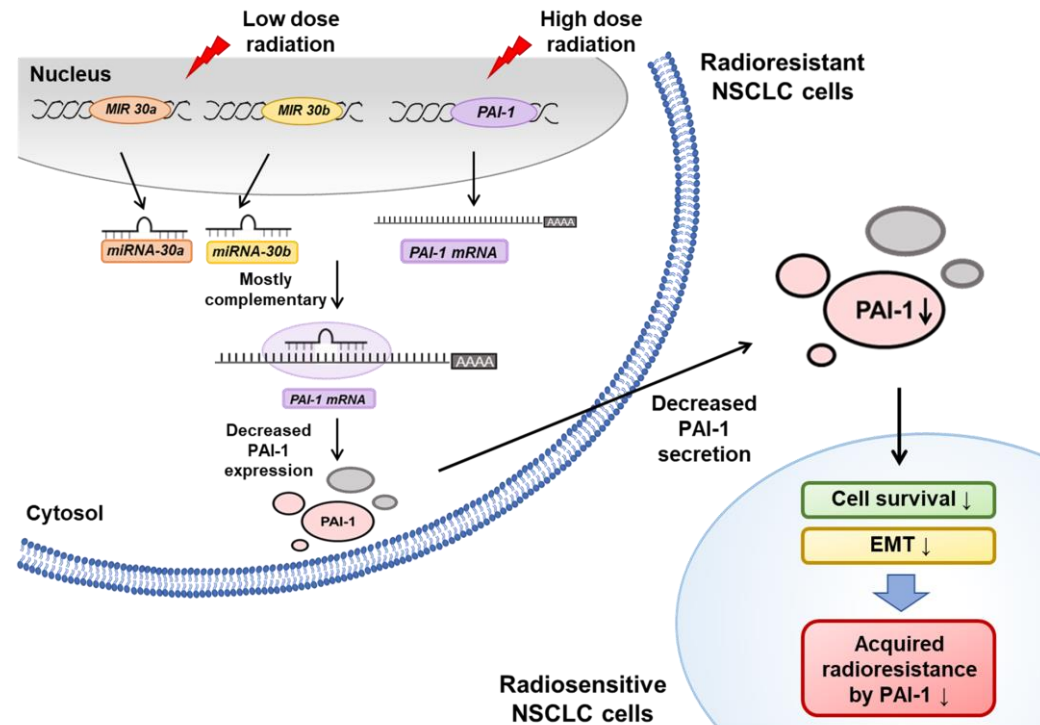 Low dose
radiation
High dose
radiation
Nucleus
MIR 30a
MIR 30b
PAI-1
Radioresistant
NSCLC cells
AAAA
miRNA-30a
miRNA-30b
PAI-1 mRNA
Mostly
complementary
AAAA
PAI-1 mRNA
Decreased
PAI-1
expression
PAI-1
Cytosol
Decreased
PAI-1
secretion
PAI-1↓
Cell survival ↓
EMT ↓
Acquired
radioresistance
by PAI-1 ↓
Radiosensitive
NSCLC cells